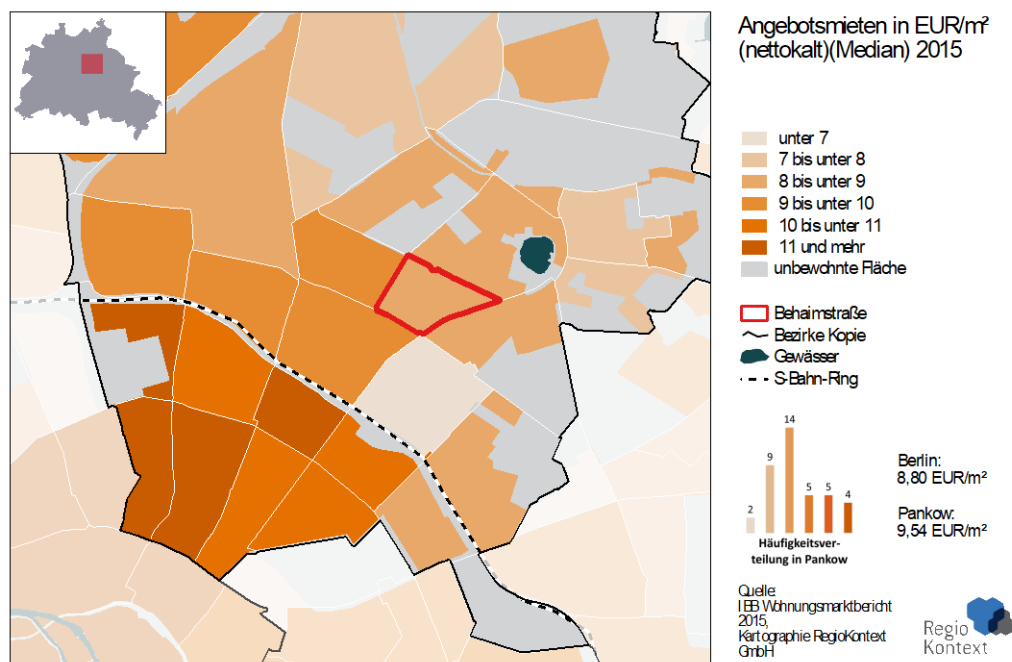 Angebotsmieten in EUR/m²
(nettokalt)(Median) 2015
unter 7
7 bis unter 8
8 bis unter 9
9 bis unter 10
10 bis unter 11
11 und mehr
unbewohnte Fläche
Behaimstraße
Bezirke Kopie
Gewässer
S-Bahn-Ring
14
9
5
5
4
2
Häufigkeitsver-
teilung in Pankow
Berlin:
8,80 EUR/m²
Pankow:
9,54 EUR/m²
Quelle:
IBB Wohnungsmarktbericht
2015,
Kartographie RegioKontext
GmbH
Regio
Kontext